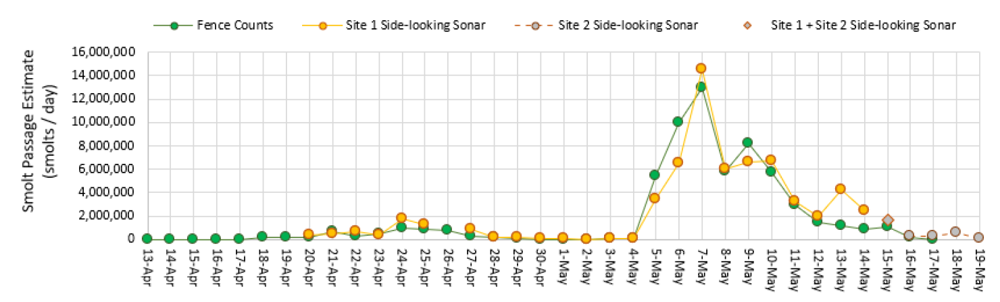 Fence Counts Site 1 Side-looking Sonar Site 2 Side-looking Sonar Site 1 + Site 2 Side-looking Sonar
Smolt Passage Estimate
(smolts / day)
16,000,000
14,000,000
12,000,000
10,000,000
8,000,000
6,000,000
4,000,000
2,000,000
0
13-Apr
14-Apr
15-Apr
16-Apr
17-Apr
18-Apr
19-Apr
20-Apr
21-Apr
22-Apr
23-Apr
24-Apr
25-Apr
26-Apr
27-Apr
28-Apr
29-Apr
30-Apr
1-May
2-May
3-May
4-May
5-May
6-May
7-May
8-May
9-May
10-May
11-May
12-May
13-May
14-May
15-May
16-May
17-May
18-May
19-May